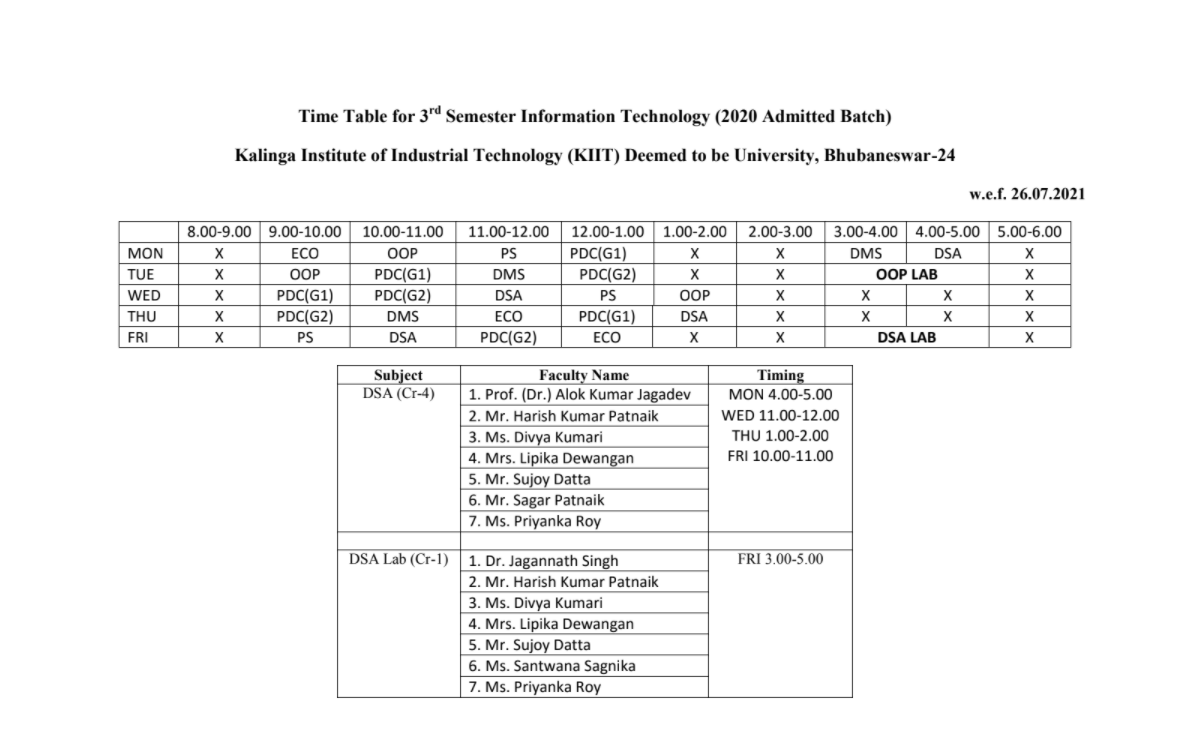 Time Table for 3rd Semester Information Technology (2020 Admitted Batch)
Kalinga Institute of Industrial Technology (KIIT) Deemed to be University, Bhubaneswar-24
w.e.f. 26.07.2021
8.00-9.00 9.00-10.00 10.00-11.00 11.00-12.00 12.00-1.00 1.00-2.00 2.00-3.00 3.00-4.00 4.00-5.00 5.00-6.00
MON X ECO OOP PS PDC(G1) X X DMS DSA X
TUE X OOP PDC(G1) DMS PDC(G2) X X OOP LAB X
WED X PDC(G1) PDC(G2) DSA PS OOP X X X X
THU X PDC(G2) DMS ECO PDC(G1) DSA X X X X
FRI X PS DSA PDC(G2) ECO X X DSA LAB X
Subject Faculty Name Timing
DSA (Cr-4) 1. Prof. (Dr.) Alok Kumar Jagadev MON 4.00-5.00
2. Mr. Harish Kumar Patnaik WED 11.00-12.00
3. Ms. Divya Kumari THU 1.00-2.00
4. Mrs. Lipika Dewangan FRI 10.00-11.00
5. Mr. Sujoy Datta
6. Mr. Sagar Patnaik
7. Ms. Priyanka Roy
DSA Lab (Cr-1) 1. Dr. Jagannath Singh FRI 3.00-5.00
2. Mr. Harish Kumar Patnaik
3. Ms. Divya Kumari
4. Mrs. Lipika Dewangan
5. Mr. Sujoy Datta
6. Ms. Santwana Sagnika
7. Ms. Priyanka Roy